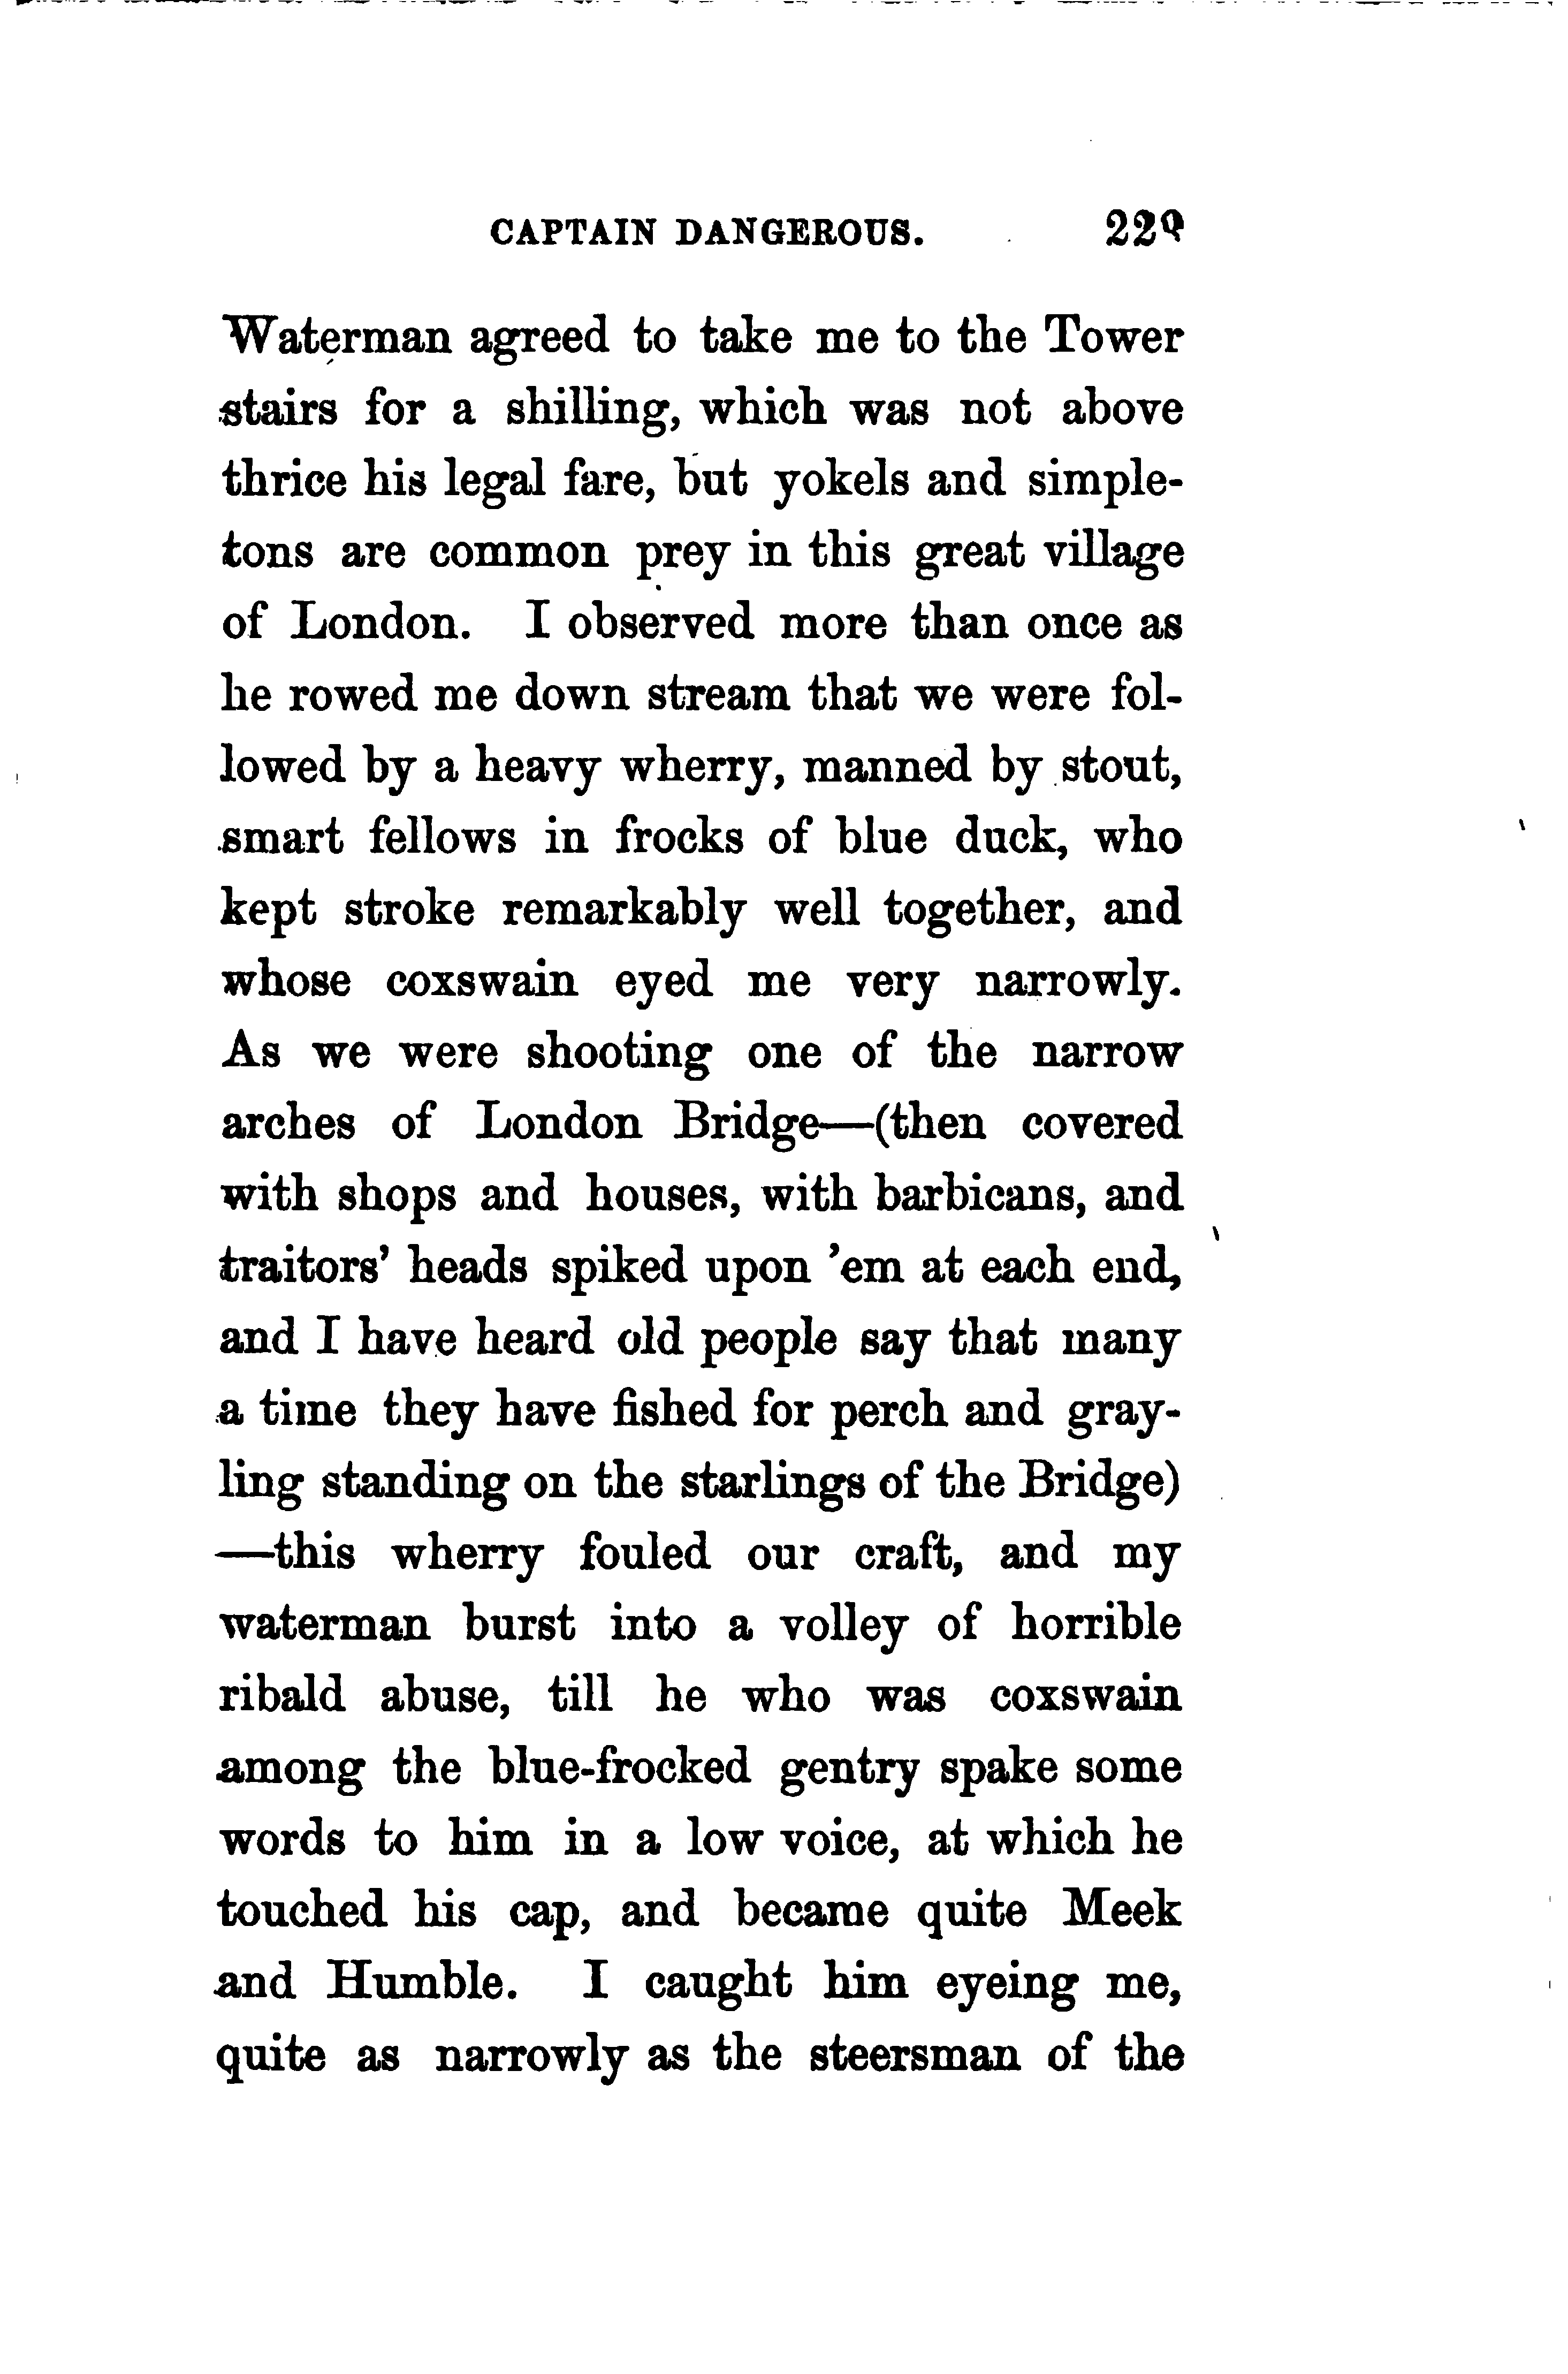 CAPTAIN DANGEROUS. 229
Waterman agreed to take me to the Tower
stairs for a shilling, which was not above
thrice his legal fare, but yokels and simple-
tons are common prey in this great village
of London. I observed more than once as
he rowed me down stream that we were fol-
lowed by a heavy wherry, manned by stout,
smart fellows in frocks of blue duck, who
kept stroke remarkably well together, and
whose coxswain eyed me very narrowly.
As we were shooting one of the narrow
arches of London Bridge—(then covered
with shops and houses, with barbicans, and
traitors’ heads spiked upon ’em at each end,
and I have heard old people say that many
a time they have fished for perch and gray-
ling standing on the starlings of the Bridge)
—this wherry fouled our craft, and my
waterman burst into a volley of horrible
ribald abuse, till he who was coxswain
among the blue-frocked gentry spake some
words to him in a low voice, at which he
touched his cap, and became quite Meek
and Humble. I caught him eyeing me,
quite as narrowly as the steersman of the